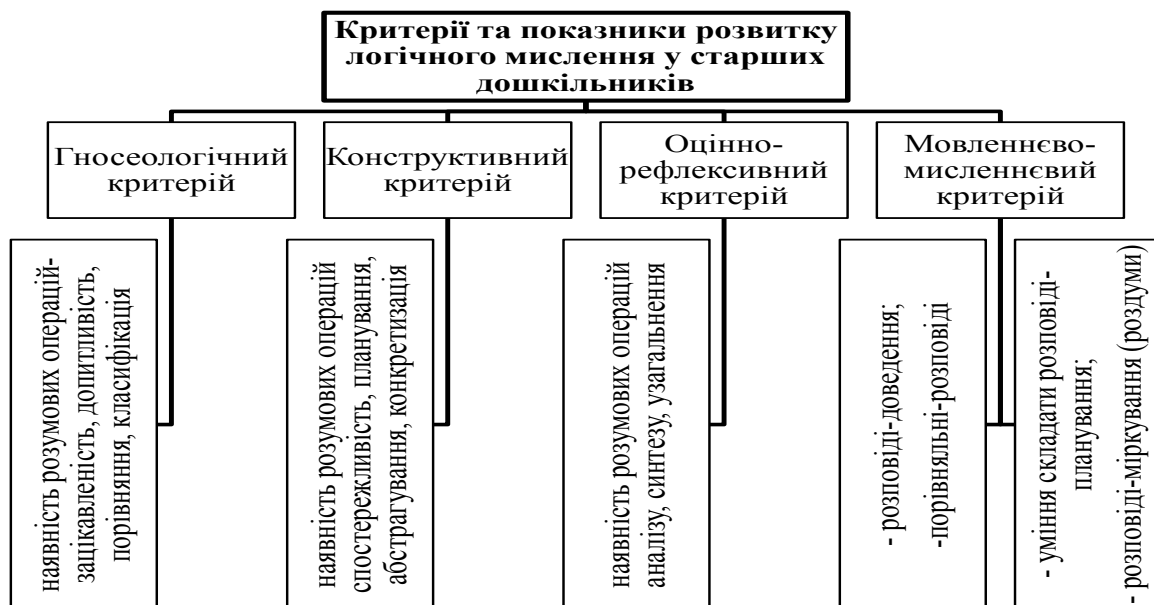 Критерії та показники розвитку
логічного мислення у старших
дошкільників
Гносеологічний
критерій
Конструктивний
критерій
Оцінно-
рефлексивний
критерій
Мовленнєво-
мисленнєвий
критерій
наявність розумових операцій-
зацікавленість, допитливість,
порівняння, класифікація
наявність розумових операцій
спостережливість, планування,
абстрагування, конкретизація
наявність розумових операцій
аналізу, синтезу, узагальнення
- розповіді-доведення;
-порівняльні-розповіді
- уміння складати розповіді-
планування;
- розповіді-міркування (роздуми)